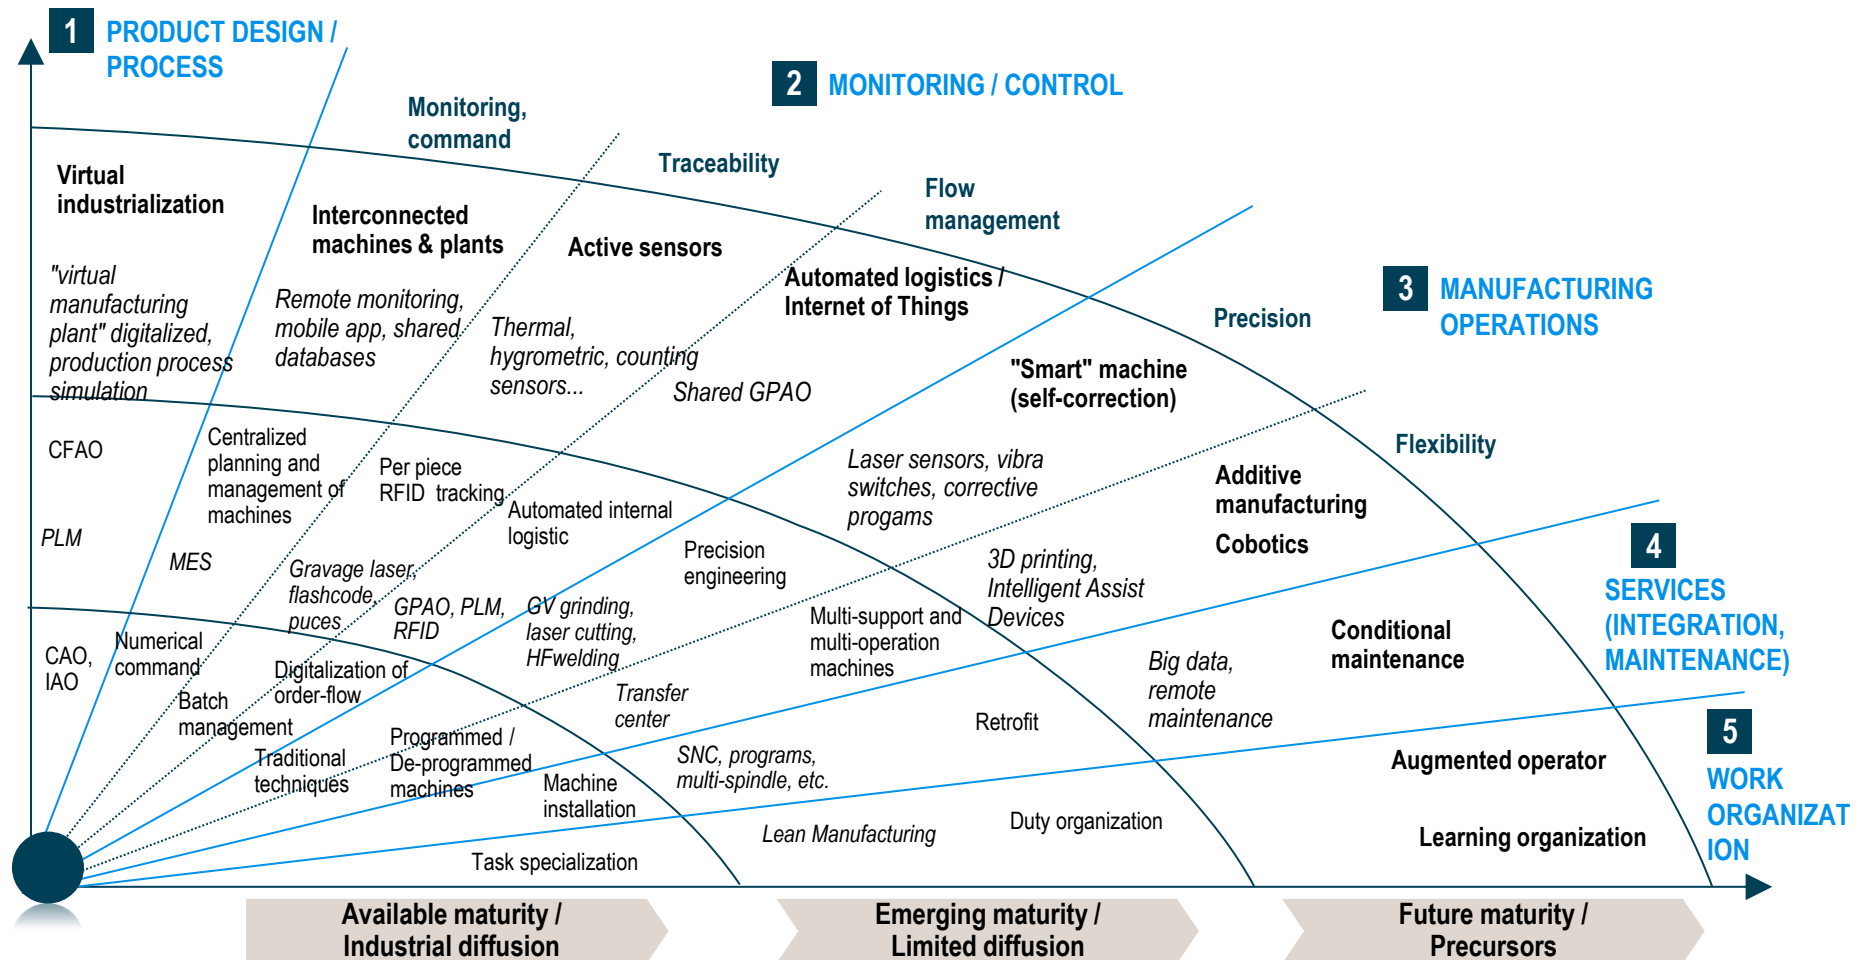 1
PRODUCT DESIGN /
PROCESS
2
MONITORING / CONTROL
Monitoring,
command
Traceability
Flow
management
Virtual
industrialization
Interconnected
machines & plants
Active sensors
Automated logistics /
Internet of Things
3
MANUFACTURING
OPERATIONS
Precision
"virtual
manufacturing
plant" digitalized,
production process
simulation
Remote monitoring,
mobile app, shared
databases
Thermal,
hygrometric, counting
sensors...
Shared GPAO
"Smart" machine
(self-correction)
Flexibility
CFAO
Centralized
planning and
management of
machines
Per piece
RFID tracking
Automated internal
logistic
Laser sensors, vibra
switches, corrective
progams
Additive
manufacturing
Cobotics
PLM
MES
Gravage laser,
flashcode,
puces
GPAO, PLM,
RFID
GV grinding,
laser cutting,
HFwelding
Precision
engineering
3D printing,
Intelligent Assist
Devices
4
SERVICES
(INTEGRATION,
MAINTENANCE)
CAO,
IAO
Numerical
command
Digitalization of
order-flow
Batch
management
Multi-support and
multi-operation
machines
Conditional
maintenance
Transfer
center
Big data,
remote
maintenance
Retrofit
Traditional
techniques
Programmed /
De-programmed
machines
Machine
installation
SNC, programs,
multi-spindle, etc.
Augmented operator
5
WORK
ORGANIZAT
ION
Task specialization
Lean Manufacturing
Duty organization
Learning organization
Available maturity /
Industrial diffusion
Emerging maturity /
Limited diffusion
Future maturity /
Precursors